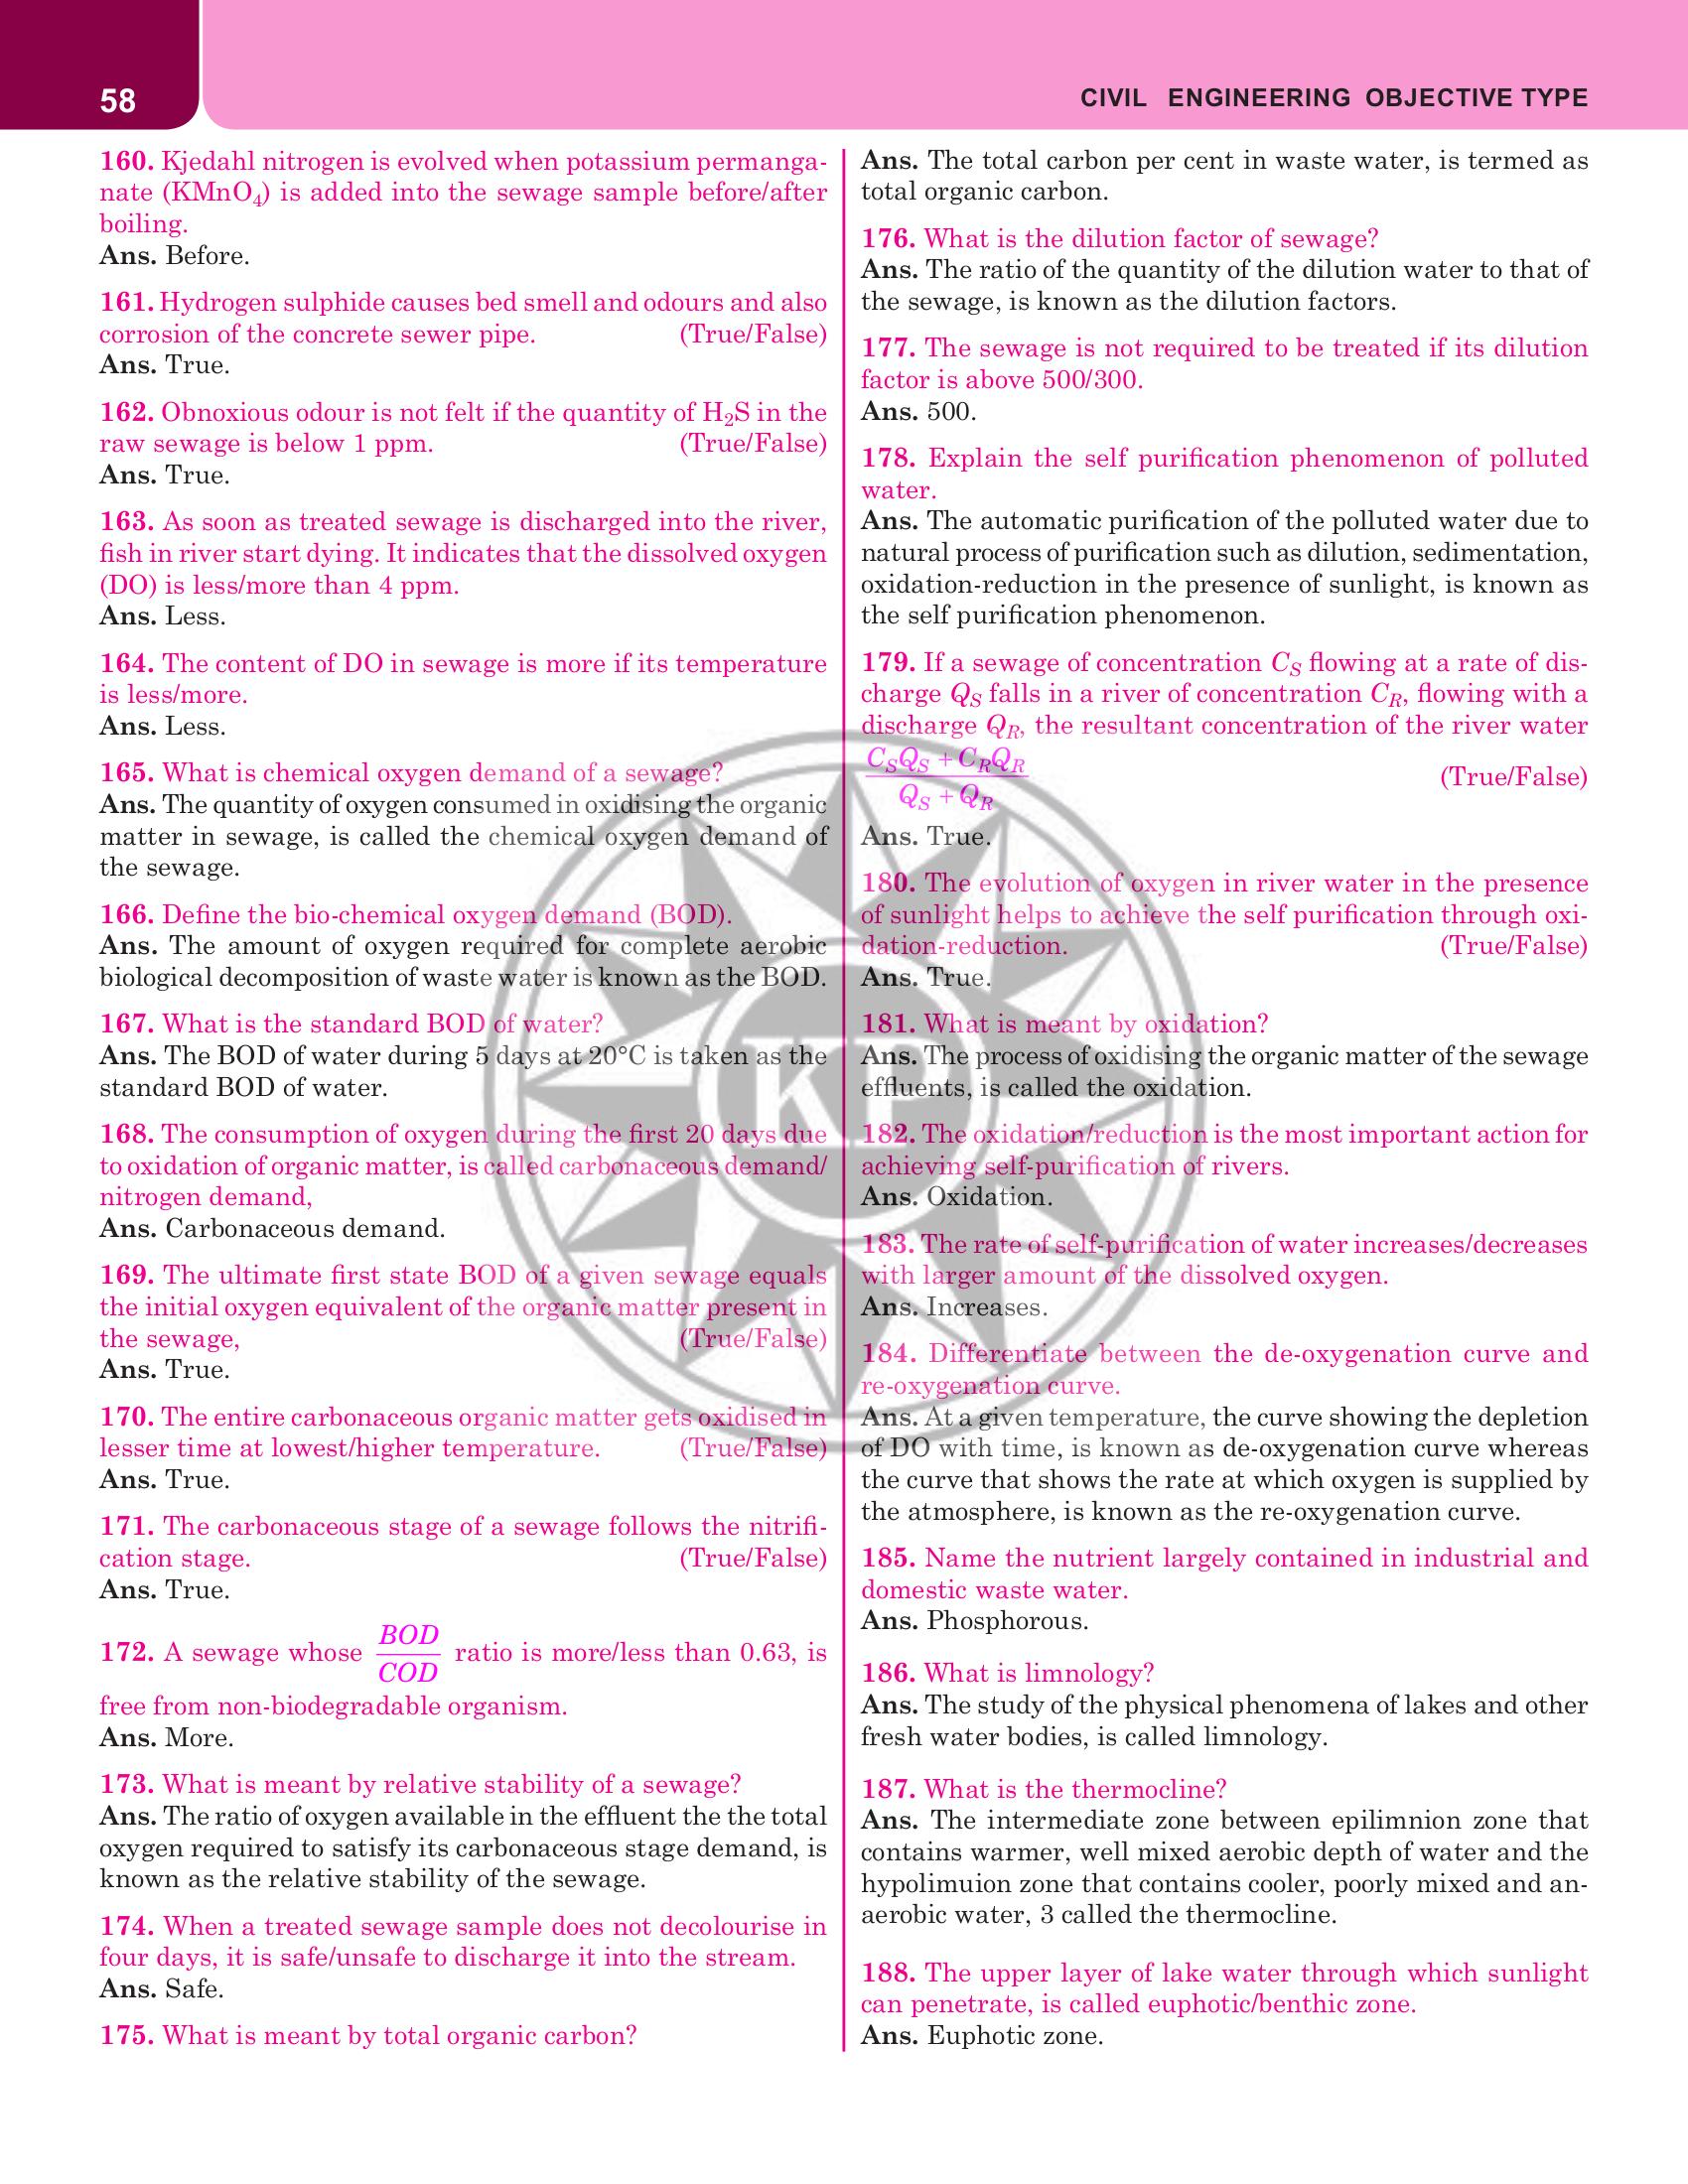 58
CIVIL ENGINEERING OBJECTIVE TYPE
160. Kjedahl nitrogen is evolved when potassium permanga-
nate (KMnO₄) is added into the sewage sample before/after
boiling.
Ans. Before.
161. Hydrogen sulphide causes bed smell and odours and also
corrosion of the concrete sewer pipe. (True/False)
Ans. True.
162. Obnoxious odour is not felt if the quantity of H₂S in the
raw sewage is below 1 ppm. (True/False)
Ans. True.
163. As soon as treated sewage is discharged into the river,
fish in river start dying. It indicates that the dissolved oxygen
(DO) is less/more than 4 ppm.
Ans. Less.
164. The content of DO in sewage is more if its temperature
is less/more.
Ans. Less.
165. What is chemical oxygen demand of a sewage?
Ans. The quantity of oxygen consumed in oxidising the organic
matter in sewage, is called the chemical oxygen demand of
the sewage.
166. Define the bio-chemical oxygen demand (BOD).
Ans. The amount of oxygen required for complete aerobic
biological decomposition of waste water is known as the BOD.
167. What is the standard BOD of water?
Ans. The BOD of water during 5 days at 20°C is taken as the
standard BOD of water.
168. The consumption of oxygen during the first 20 days due
to oxidation of organic matter, is called carbonaceous demand/
nitrogen demand,
Ans. Carbonaceous demand.
169. The ultimate first state BOD of a given sewage equals
the initial oxygen equivalent of the organic matter present in
the sewage, (True/False)
Ans. True.
170. The entire carbonaceous organic matter gets oxidised in
lesser time at lowest/higher temperature. (True/False)
Ans. True.
171. The carbonaceous stage of a sewage follows the nitrifi-
cation stage. (True/False)
Ans. True.
172. A sewage whose BOD/COD ratio is more/less than 0.63, is
free from non-biodegradable organism.
Ans. More.
173. What is meant by relative stability of a sewage?
Ans. The ratio of oxygen available in the effluent the the total
oxygen required to satisfy its carbonaceous stage demand, is
known as the relative stability of the sewage.
174. When a treated sewage sample does not decolourise in
four days, it is safe/unsafe to discharge it into the stream.
Ans. Safe.
175. What is meant by total organic carbon?
Ans. The total carbon per cent in waste water, is termed as
total organic carbon.
176. What is the dilution factor of sewage?
Ans. The ratio of the quantity of the dilution water to that of
the sewage, is known as the dilution factors.
177. The sewage is not required to be treated if its dilution
factor is above 500/300.
Ans. 500.
178. Explain the self purification phenomenon of polluted
water.
Ans. The automatic purification of the polluted water due to
natural process of purification such as dilution, sedimentation,
oxidation-reduction in the presence of sunlight, is known as
the self purification phenomenon.
179. If a sewage of concentration C_S flowing at a rate of dis-
charge Q_S falls in a river of concentration C_R, flowing with a
discharge Q_R, the resultant concentration of the river water
C_S Q_S + C_R Q_R
Q_S + Q_R (True/False)
Ans. True.
180. The evolution of oxygen in river water in the presence
of sunlight helps to achieve the self purification through oxi-
dation-reduction. (True/False)
Ans. True.
181. What is meant by oxidation?
Ans. The process of oxidising the organic matter of the sewage
effluents, is called the oxidation.
182. The oxidation/reduction is the most important action for
achieving self-purification of rivers.
Ans. Oxidation.
183. The rate of self-purification of water increases/decreases
with larger amount of the dissolved oxygen.
Ans. Increases.
184. Differentiate between the de-oxygenation curve and
re-oxygenation curve.
Ans. At a given temperature, the curve showing the depletion
of DO with time, is known as de-oxygenation curve whereas
the curve that shows the rate at which oxygen is supplied by
the atmosphere, is known as the re-oxygenation curve.
185. Name the nutrient largely contained in industrial and
domestic waste water.
Ans. Phosphorous.
186. What is limnology?
Ans. The study of the physical phenomena of lakes and other
fresh water bodies, is called limnology.
187. What is the thermocline?
Ans. The intermediate zone between epilimnion zone that
contains warmer, well mixed aerobic depth of water and the
hypolimuion zone that contains cooler, poorly mixed and an-
aerobic water, 3 called the thermocline.
188. The upper layer of lake water through which sunlight
can penetrate, is called euphotic/benthic zone.
Ans. Euphotic zone.
KP